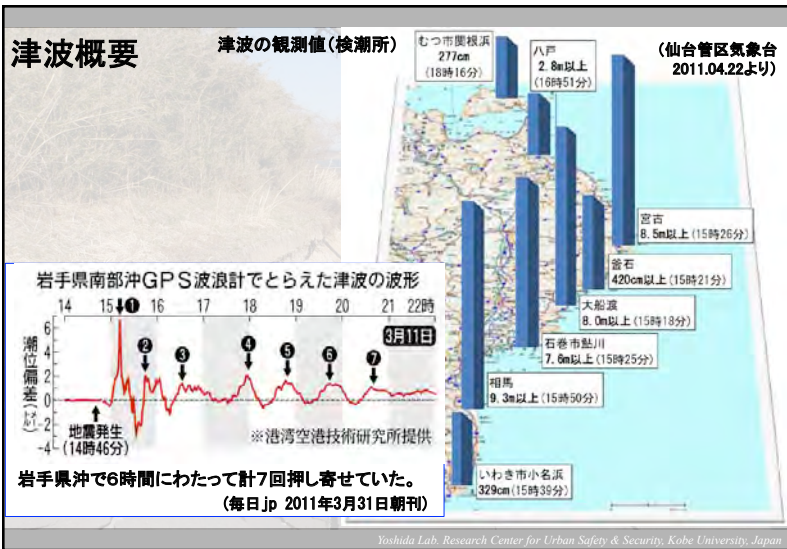 津波概要
津波の観測値(検潮所)
(仙台管区気象台
2011.04.22より)
むつ市関根浜
277cm
(18時16分)
八戸
2.8m以上
(16時51分)
宮古
8.5m以上(15時26分)
釜石
420cm以上(15時21分)
大船渡
8.0m以上(15時18分)
石巻市鮎川
7.6m以上(15時25分)
相馬
9.3m以上(15時50分)
いわき市小名浜
329cm(15時39分)
岩手県南部沖GPS波浪計でとらえた津波の波形
14 15 16 17 18 19 20 21 22時
❶
3月11日
❷ ❸ ❹ ❺ ❻ ❼
潮位偏差(メートル)
6
4
2
0
-2
-4
地震発生
(14時46分)
※港湾空港技術研究所提供
岩手県沖で6時間にわたって計7回押し寄せていた。
(毎日jp 2011年3月31日朝刊)
Yoshida Lab. Research Center for Urban Safety & Security, Kobe University, Japan